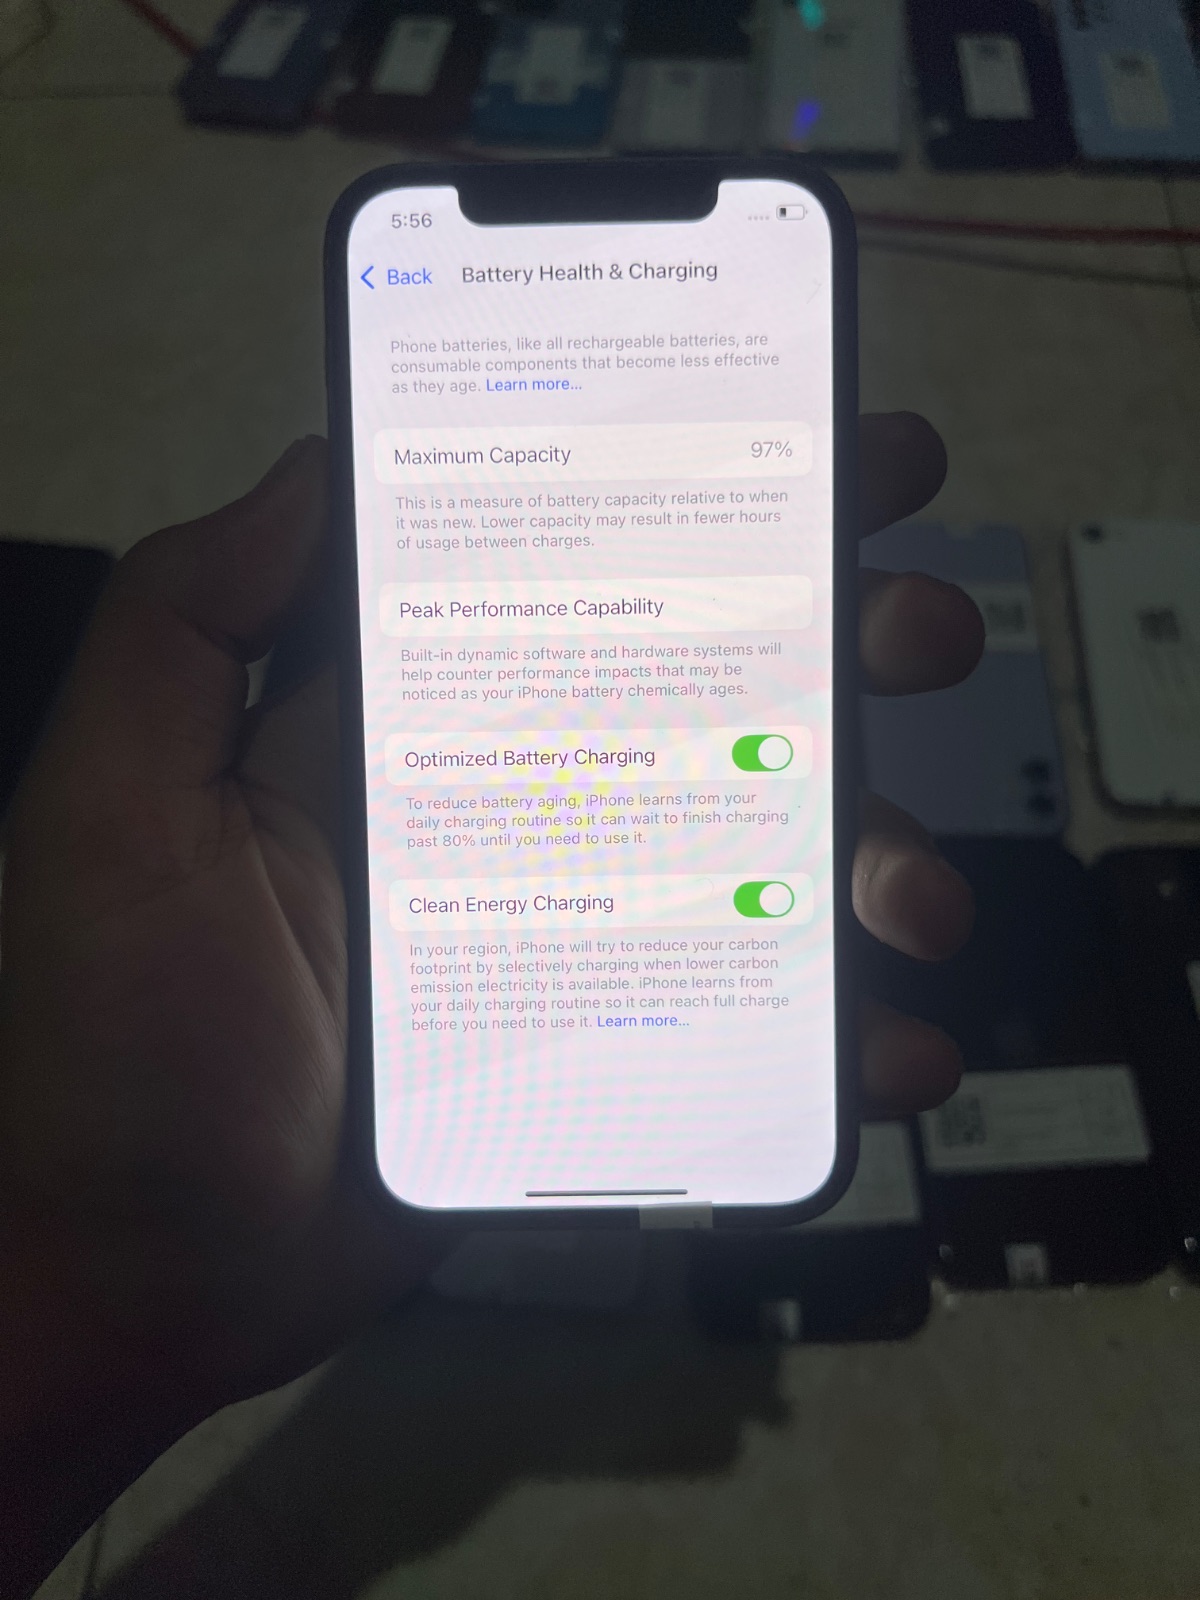 5:56
Back
Battery Health & Charging
Phone batteries, like all rechargeable batteries, are
consumable components that become less effective
as they age. Learn more...
Maximum Capacity 97%
This is a measure of battery capacity relative to when
it was new. Lower capacity may result in fewer hours
of usage between charges.
Peak Performance Capability
Built-in dynamic software and hardware systems will
help counter performance impacts that may be
noticed as your iPhone battery chemically ages.
Optimized Battery Charging
To reduce battery aging, iPhone learns from your
daily charging routine so it can wait to finish charging
past 80% until you need to use it.
Clean Energy Charging
In your region, iPhone will try to reduce your carbon
footprint by selectively charging when lower carbon
emission electricity is available. iPhone learns from
your daily charging routine so it can reach full charge
before you need to use it. Learn more...